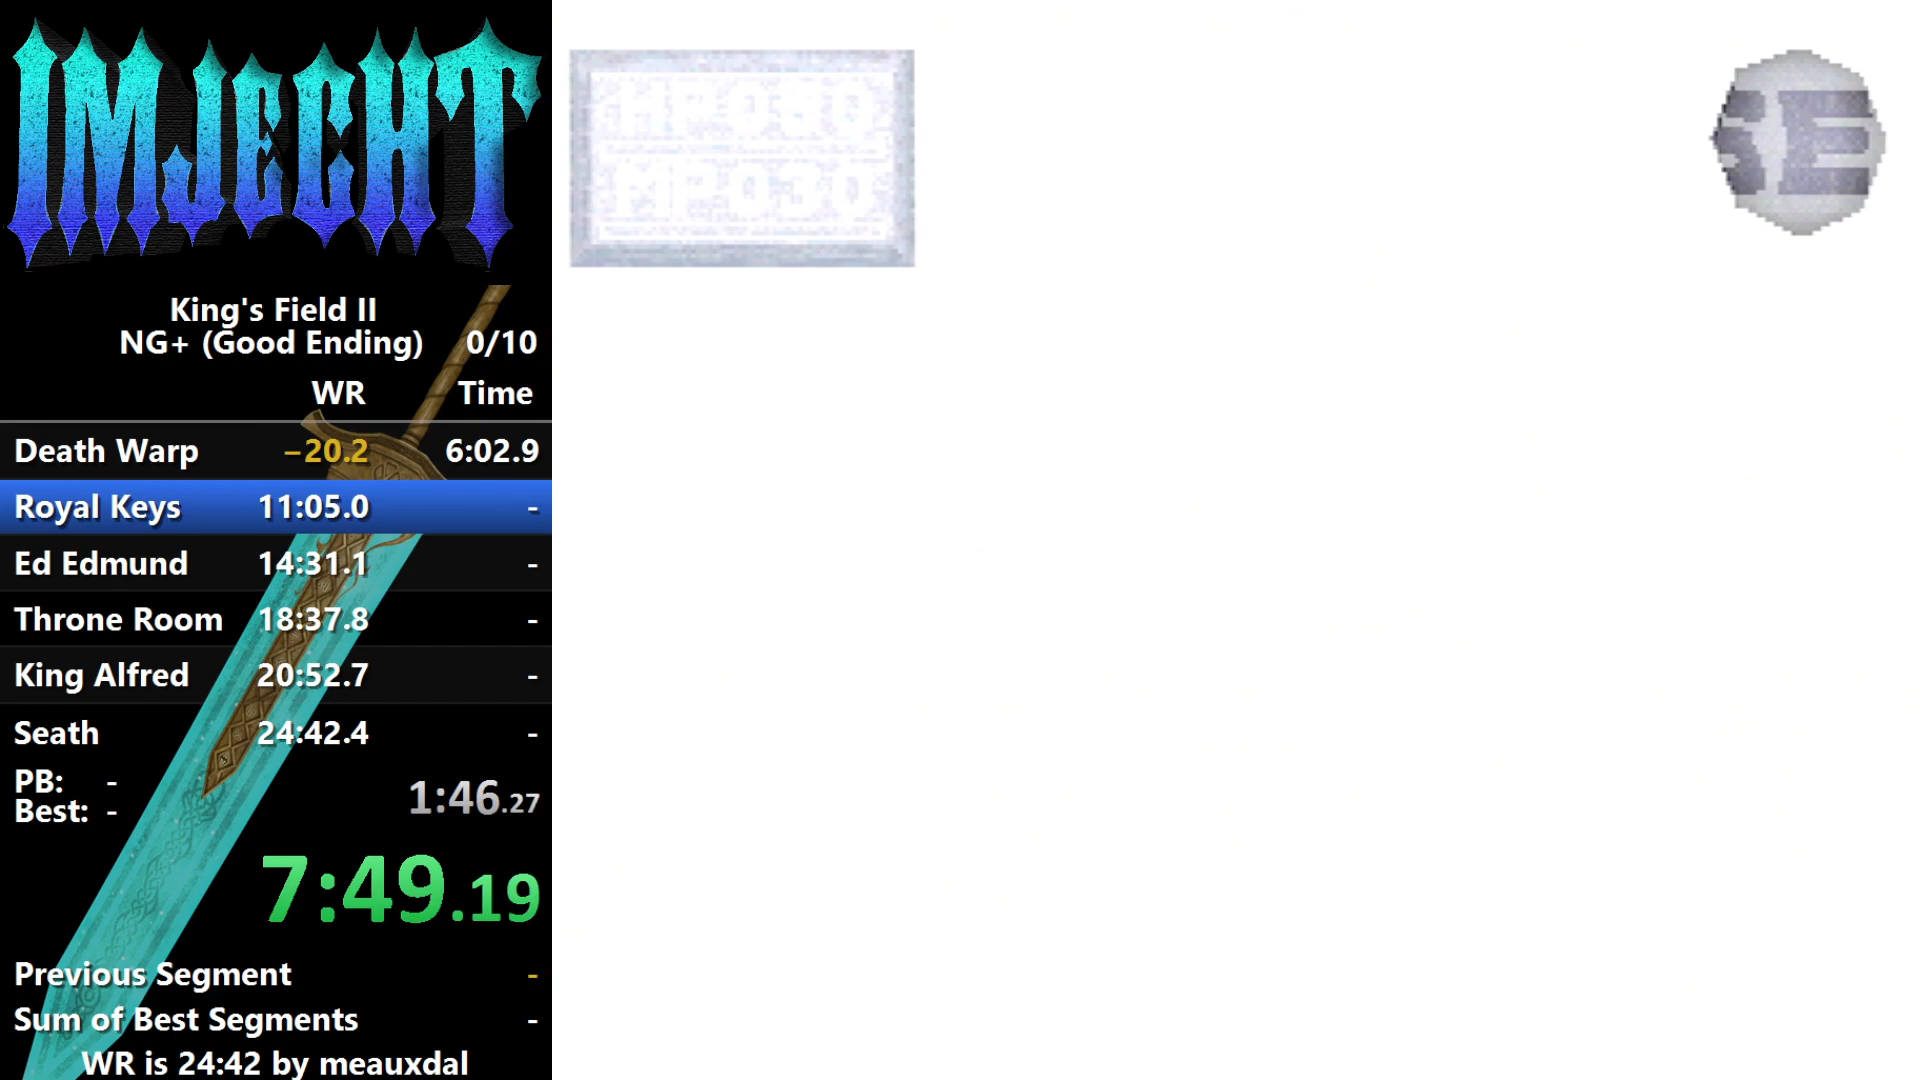 IMJECHT
King's Field II
NG+ (Good Ending) 0/10
WR Time
Death Warp −20.2 6:02.9
Royal Keys 11:05.0 -
Ed Edmund 14:31.1 -
Throne Room 18:37.8 -
King Alfred 20:52.7 -
Seath 24:42.4 -
PB: -
Best: -
1:46.27
7:49.19
Previous Segment -
Sum of Best Segments -
WR is 24:42 by meauxdal
SE